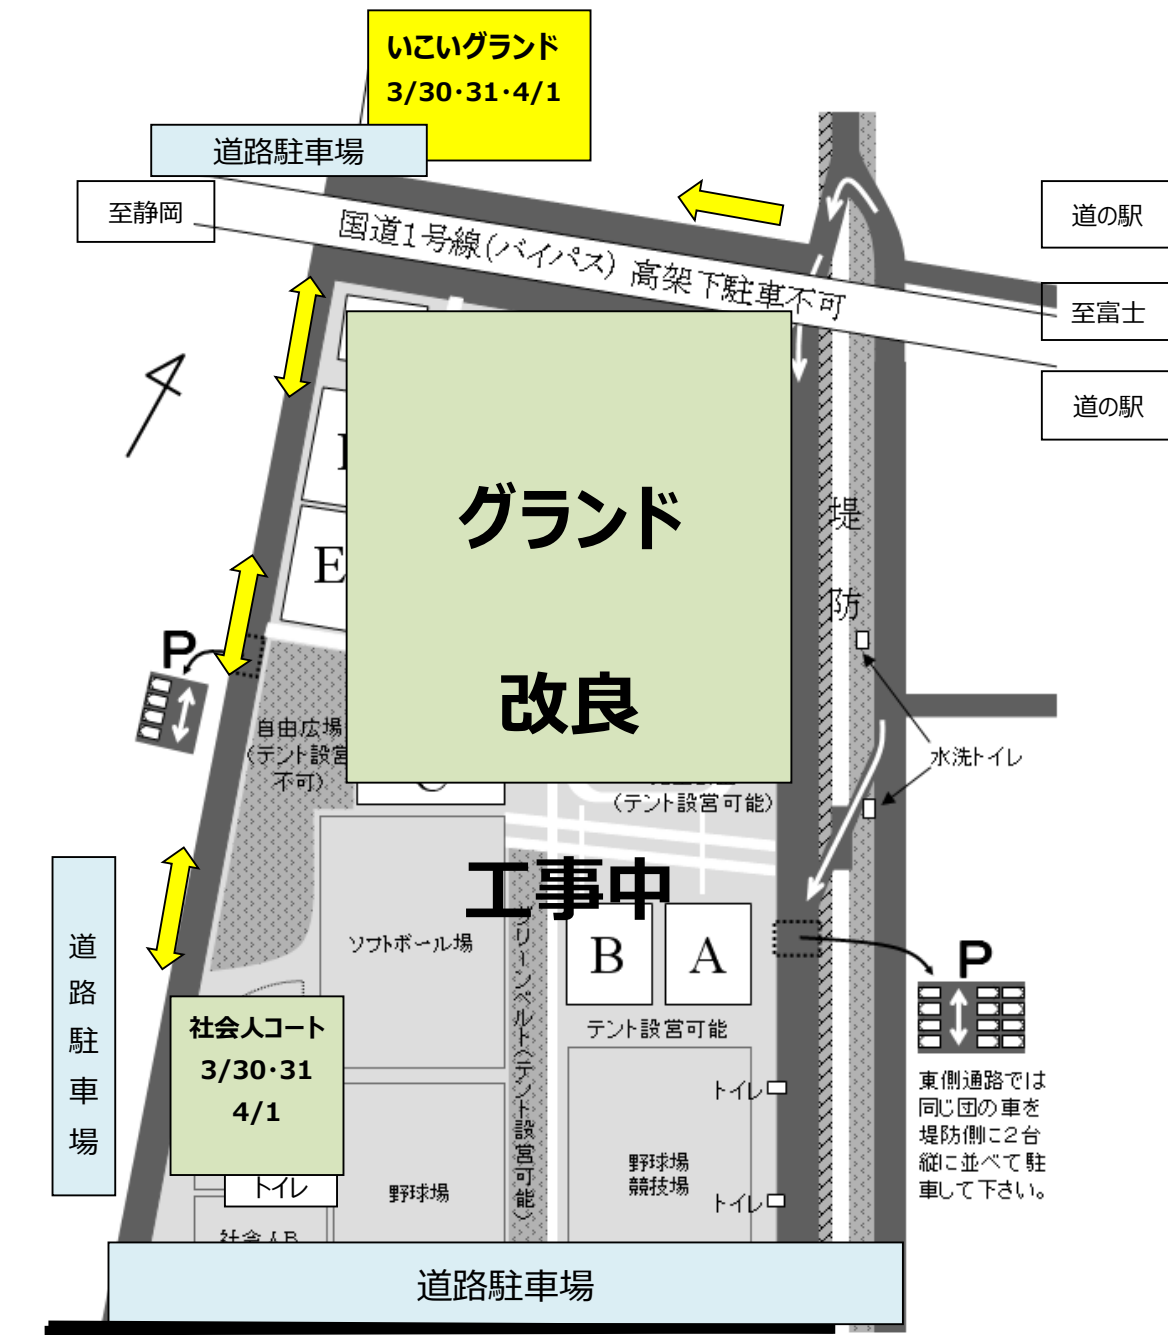 いこいグランド
3/30・31・4/1
道路駐車場
至静岡
道の駅
国道1号線(バイパス) 高架下駐車不可
至富士
道の駅
グランド
改良
工事中
堤防
E
P
自由広場
(テント設営
不可)
水洗トイレ
(テント設営可能)
道路駐車場
ソフトボール場
グリーンベルト(テント設営可能)
B
A
テント設営可能
P
東側通路では
同じ団の車を
堤防側に2台
縦に並べて駐
車して下さい。
社会人コート
3/30・31
4/1
トイレ
トイレ
野球場
野球場
競技場
トイレ
社会人B
道路駐車場